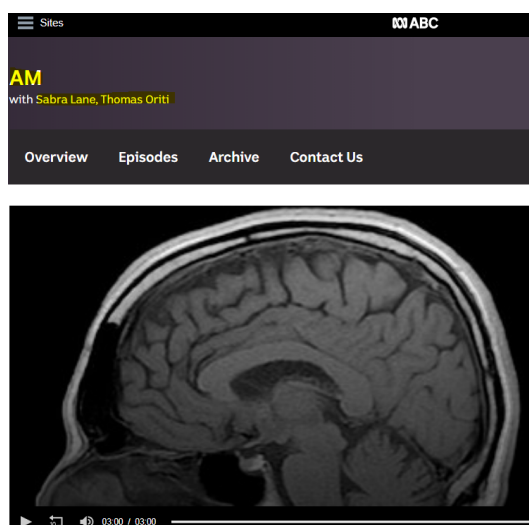 Sites
ABC
AM
with Sabra Lane, Thomas Oriti
Overview Episodes Archive Contact Us
03:00 / 03:00